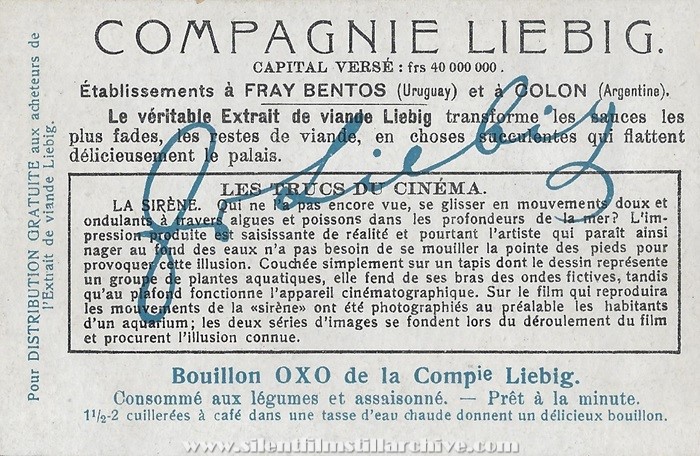 COMPAGNIE LIEBIG.
CAPITAL VERSÉ : frs 40 000 000.
Établissements à FRAY BENTOS (Uruguay) et à COLON (Argentine).
Le véritable Extrait de viande Liebig transforme les sauces les
plus fades, les restes de viande, en choses succulentes qui flattent
délicieusement le palais.
LES TRUCS DU CINÉMA.
LA SIRÈNE. Qui ne l'a pas encore vue, se glisser en mouvements doux et
ondulants à travers algues et poissons dans les profondeurs de la mer? L'im-
pression produite est saisissante de réalité et pourtant l'artiste qui paraît ainsi
nager au fond des eaux n'a pas besoin de se mouiller la pointe des pieds pour
provoquer cette illusion. Couchée simplement sur un tapis dont le dessin représente
un groupe de plantes aquatiques, elle fend de ses bras des ondes fictives, tandis
qu'au plafond fonctionne l'appareil cinématographique. Sur le film qui reproduira
les mouvements de la «sirène» ont été photographiés au préalable les habitants
d'un aquarium; les deux séries d'images se fondent lors du déroulement du film
et procurent l'illusion connue.
Bouillon OXO de la Compie Liebig.
Consommé aux légumes et assaisonné. — Prêt à la minute.
1½-2 cuillerées à café dans une tasse d'eau chaude donnent un délicieux bouillon.
Pour DISTRIBUTION GRATUITE aux acheteurs de
l'Extrait de viande Liebig.
J v Liebig
www.silentfilmstillarchive.com